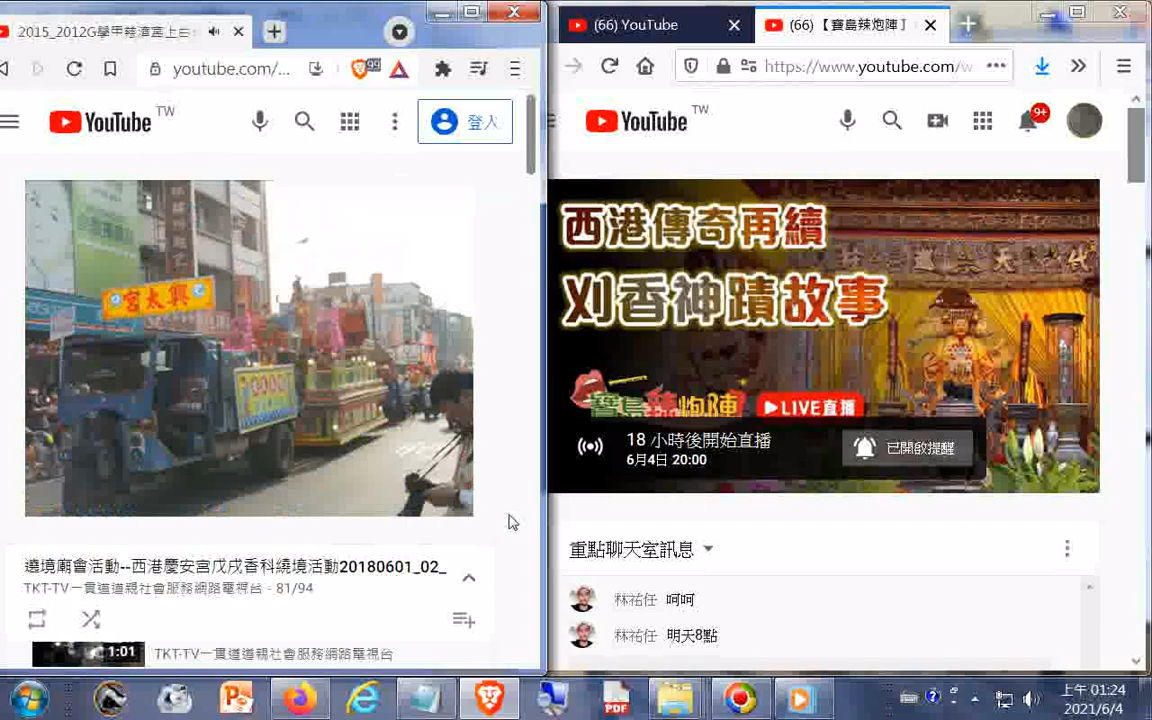 2015_2012G學甲慈濟宮上白
youtube.com/...
99
YouTube TW
登入
興太宮
遶境廟會活動--西港慶安宮戊戌香科繞境活動20180601_02_
TKT-TV一貫道道親社會服務網路電視台 - 81/94
1:01
TKT-TV一貫道道親社會服務網路電視台
(66) YouTube
(66) 【寶島辣炮陣】
https://www.youtube.com/w
YouTube TW
9+
西港傳奇再續
刈香神蹟故事
寶島辣炮陣
LIVE直播
18 小時後開始直播
6月4日 20:00
已開啟提醒
重點聊天室訊息
林祐任 呵呵
林祐任 明天8點
PDF
上午 01:24
2021/6/4